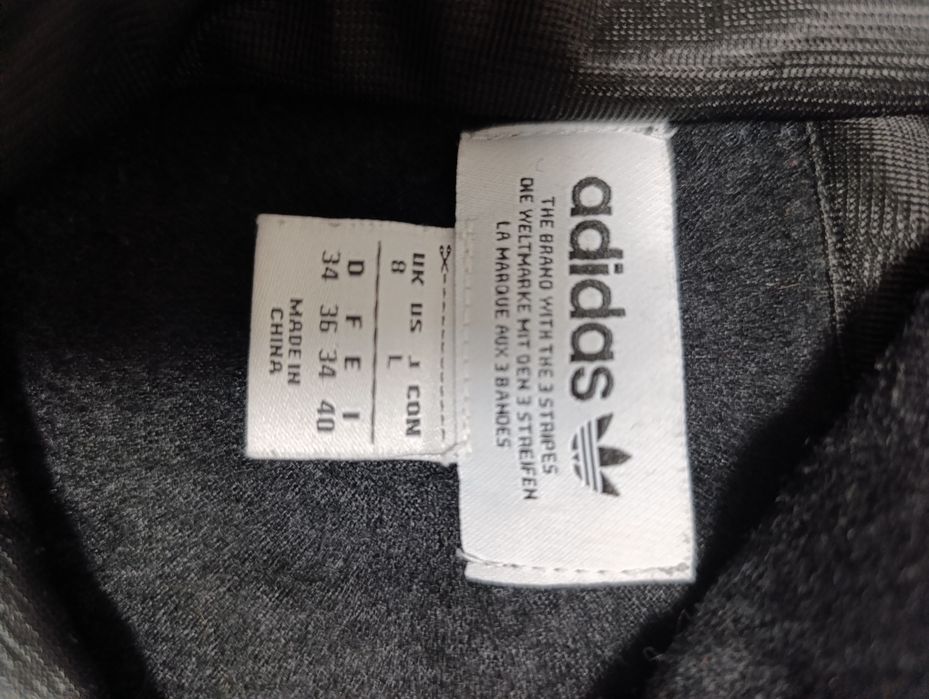 adidas
THE BRAND WITH THE 3 STRIPES
DIE WELTMARKE MIT DEN 3 STREIFEN
LA MARQUE AUX 3 BANDES
UK US J CON
8 L
D F E I
34 36 34 40
MADE IN
CHINA